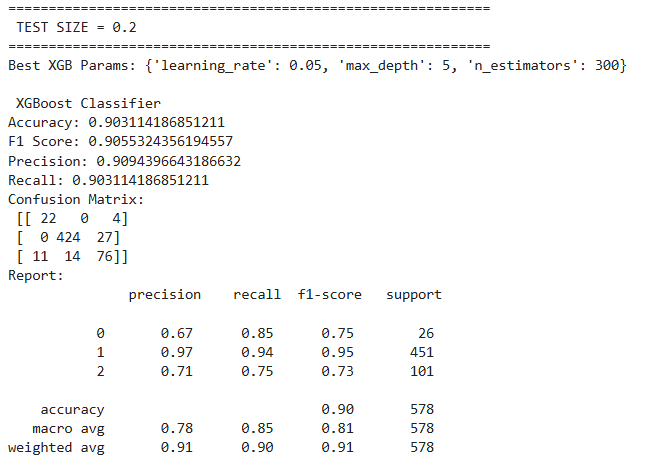 ============================================================
TEST SIZE = 0.2
============================================================
Best XGB Params: {'learning_rate': 0.05, 'max_depth': 5, 'n_estimators': 300}
XGBoost Classifier
Accuracy: 0.903114186851211
F1 Score: 0.9055324356194557
Precision: 0.9094396643186632
Recall: 0.903114186851211
Confusion Matrix:
[[ 22   0   4]
[  0 424  27]
[ 11  14  76]]
Report:
precision    recall  f1-score   support
0       0.67      0.85      0.75        26
1       0.97      0.94      0.95       451
2       0.71      0.75      0.73       101
accuracy                           0.90       578
macro avg       0.78      0.85      0.81       578
weighted avg       0.91      0.90      0.91       578